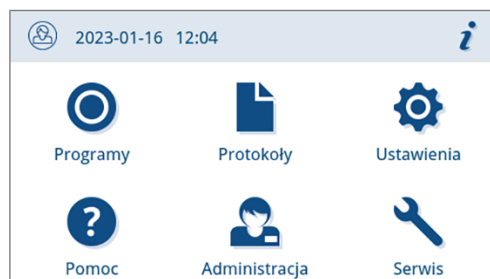 2023-01-16 12:04
Programy Protokoły Ustawienia
Pomoc Administracja Serwis